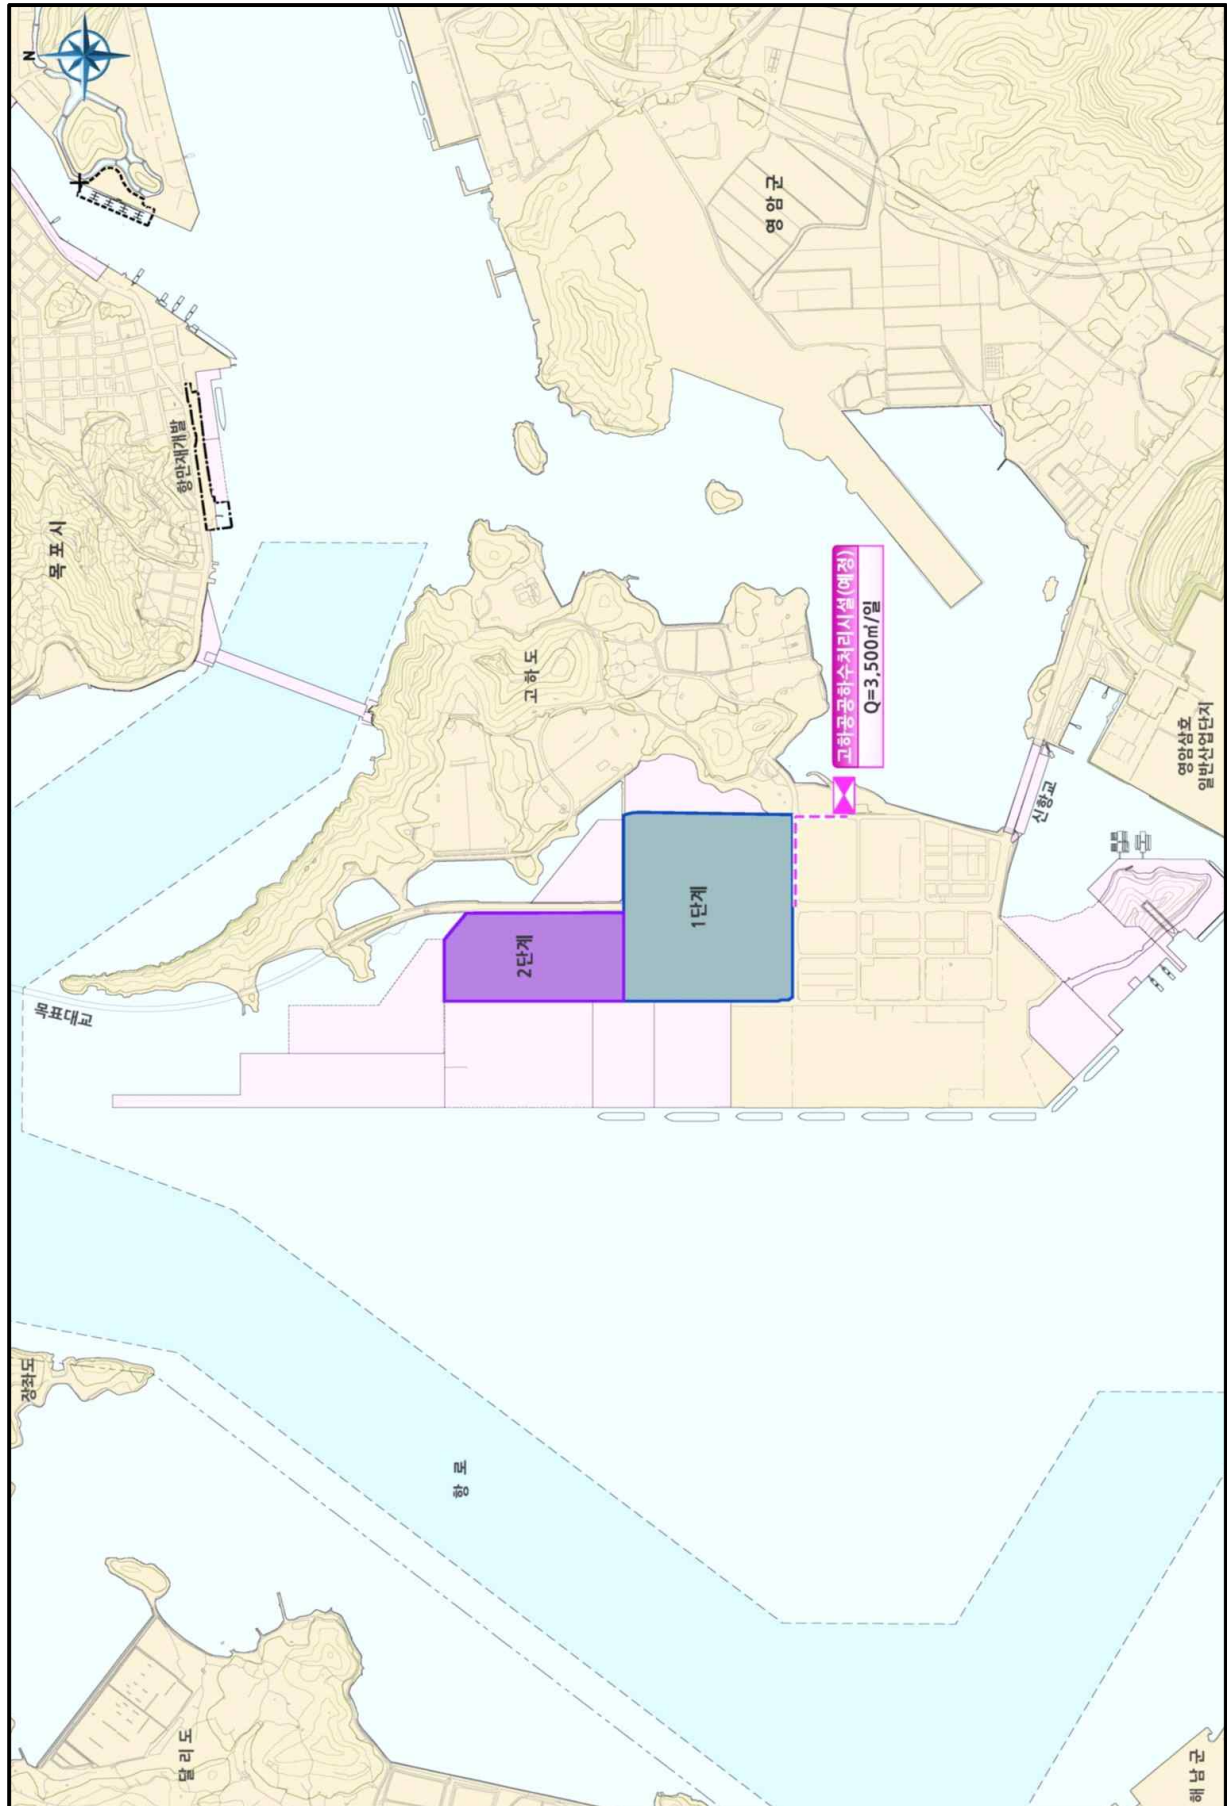 N
장좌도
목표대교
목포시
달리도
항만재개발
항로
2단계
고하도
1단계
영암군
고하공공하수처리시설(예정)
Q=3,500㎥/일
신항교
영암삼호
일반산업단지
해남군